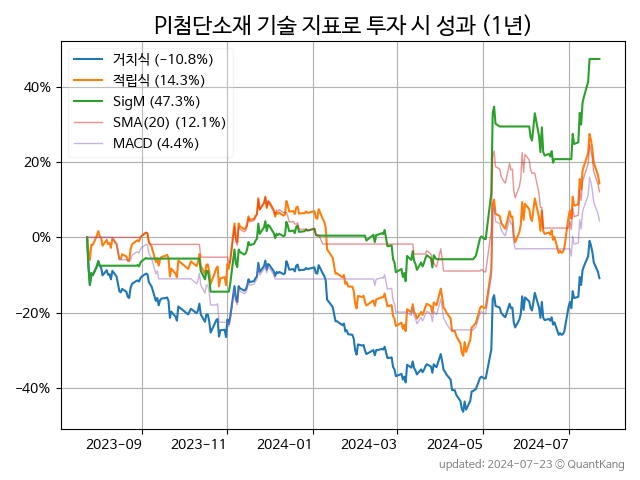 PI첨단소재 기술 지표로 투자 시 성과 (1년)
거치식 (−10.8%)
적립식 (14.3%)
SigM (47.3%)
SMA(20) (12.1%)
MACD (4.4%)
40%
20%
0%
−20%
−40%
2023-09
2023-11
2024-01
2024-03
2024-05
2024-07
updated: 2024-07-23 ⓒ QuantKang